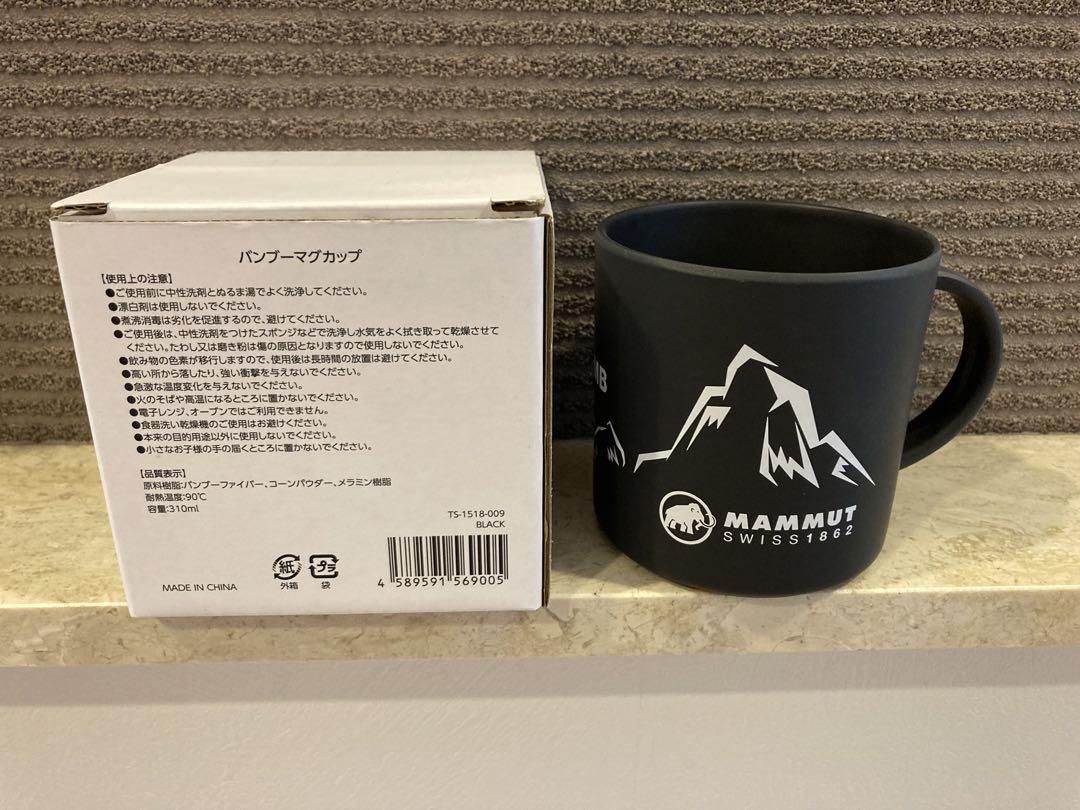 バンブーマグカップ
【使用上の注意】
●ご使用前に中性洗剤とぬるま湯でよく洗浄してください。
●漂白剤は使用しないでください。
●煮沸消毒は劣化を促進するので、避けてください。
●ご使用後は、中性洗剤をつけたスポンジなどで洗浄し水気をよく拭き取って乾燥させて
ください。たわし又は磨き粉は傷の原因となりますので使用しないでください。
●飲み物の色素が移行しますので、使用後は長時間の放置は避けてください。
●高い所から落したり、強い衝撃を与えないでください。
●急激な温度変化を与えないでください。
●火のそばや高温になるところに置かないでください。
●電子レンジ、オーブンではご利用できません。
●食器洗い乾燥機のご使用はお避けください。
●本来の目的用途以外に使用しないでください。
●小さなお子様の手の届くところに置かないでください。
【品質表示】
原料樹脂:バンブーファイバー、コーンパウダー、メラミン樹脂
耐熱温度:90℃
容量:310ml
TS-1518-009
BLACK
MADE IN CHINA
紙
外箱
プラ
袋
4 589591 569005
MAMMUT
SWISS 1862